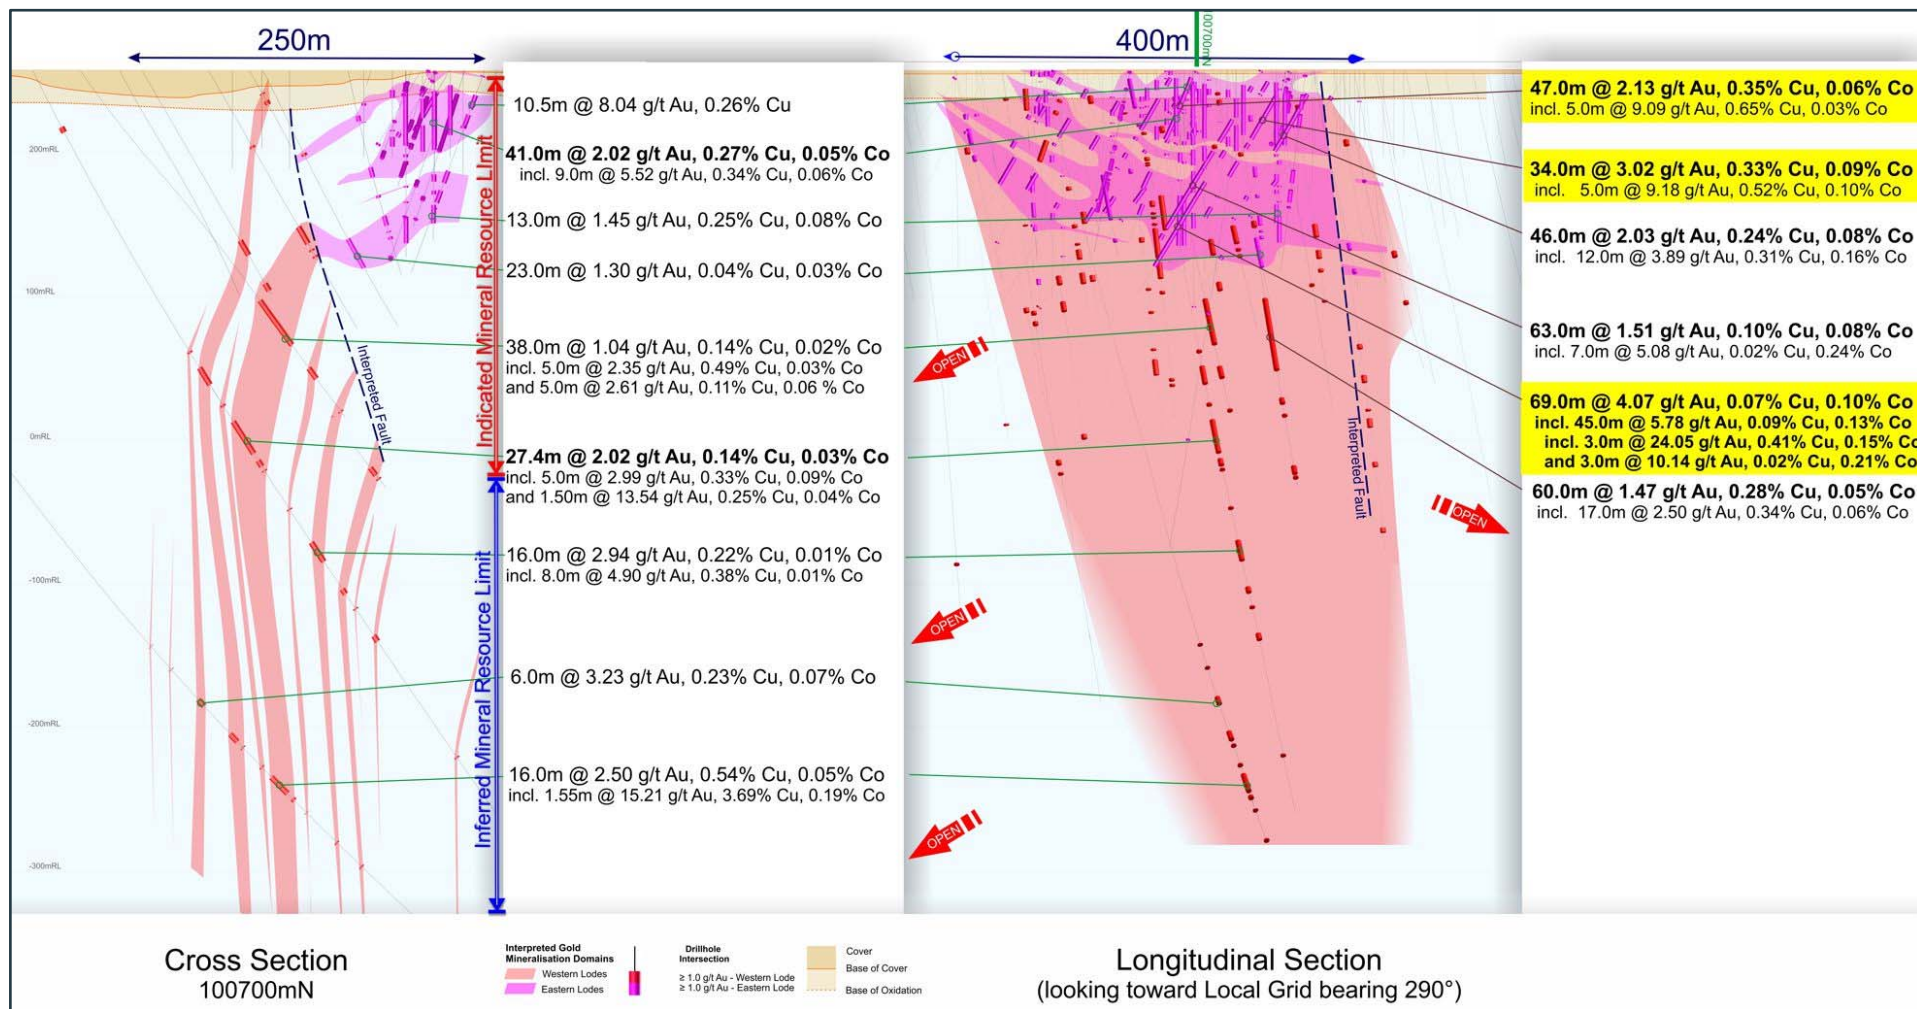 250m
200mRL
100mRL
0mRL
-100mRL
-200mRL
-300mRL
Interpreted Fault
Indicated Mineral Resource Limit
Inferred Mineral Resource Limit
10.5m @ 8.04 g/t Au, 0.26% Cu
41.0m @ 2.02 g/t Au, 0.27% Cu, 0.05% Co
incl. 9.0m @ 5.52 g/t Au, 0.34% Cu, 0.06% Co
13.0m @ 1.45 g/t Au, 0.25% Cu, 0.08% Co
23.0m @ 1.30 g/t Au, 0.04% Cu, 0.03% Co
38.0m @ 1.04 g/t Au, 0.14% Cu, 0.02% Co
incl. 5.0m @ 2.35 g/t Au, 0.49% Cu, 0.03% Co
and 5.0m @ 2.61 g/t Au, 0.11% Cu, 0.06 % Co
27.4m @ 2.02 g/t Au, 0.14% Cu, 0.03% Co
incl. 5.0m @ 2.99 g/t Au, 0.33% Cu, 0.09% Co
and 1.50m @ 13.54 g/t Au, 0.25% Cu, 0.04% Co
16.0m @ 2.94 g/t Au, 0.22% Cu, 0.01% Co
incl. 8.0m @ 4.90 g/t Au, 0.38% Cu, 0.01% Co
6.0m @ 3.23 g/t Au, 0.23% Cu, 0.07% Co
16.0m @ 2.50 g/t Au, 0.54% Cu, 0.05% Co
incl. 1.55m @ 15.21 g/t Au, 3.69% Cu, 0.19% Co
400m
00700mN
OPEN
OPEN
OPEN
Interpreted Fault
OPEN
47.0m @ 2.13 g/t Au, 0.35% Cu, 0.06% Co
incl. 5.0m @ 9.09 g/t Au, 0.65% Cu, 0.03% Co
34.0m @ 3.02 g/t Au, 0.33% Cu, 0.09% Co
incl. 5.0m @ 9.18 g/t Au, 0.52% Cu, 0.10% Co
46.0m @ 2.03 g/t Au, 0.24% Cu, 0.08% Co
incl. 12.0m @ 3.89 g/t Au, 0.31% Cu, 0.16% Co
63.0m @ 1.51 g/t Au, 0.10% Cu, 0.08% Co
incl. 7.0m @ 5.08 g/t Au, 0.02% Cu, 0.24% Co
69.0m @ 4.07 g/t Au, 0.07% Cu, 0.10% Co
incl. 45.0m @ 5.78 g/t Au, 0.09% Cu, 0.13% Co
incl. 3.0m @ 24.05 g/t Au, 0.41% Cu, 0.15% Co
and 3.0m @ 10.14 g/t Au, 0.02% Cu, 0.21% Co
60.0m @ 1.47 g/t Au, 0.28% Cu, 0.05% Co
incl. 17.0m @ 2.50 g/t Au, 0.34% Cu, 0.06% Co
Cross Section
100700mN
Interpreted Gold
Mineralisation Domains
Western Lodes
Eastern Lodes
Drillhole
Intersection
≥ 1.0 g/t Au - Western Lode
≥ 1.0 g/t Au - Eastern Lode
Cover
Base of Cover
Base of Oxidation
Longitudinal Section
(looking toward Local Grid bearing 290°)